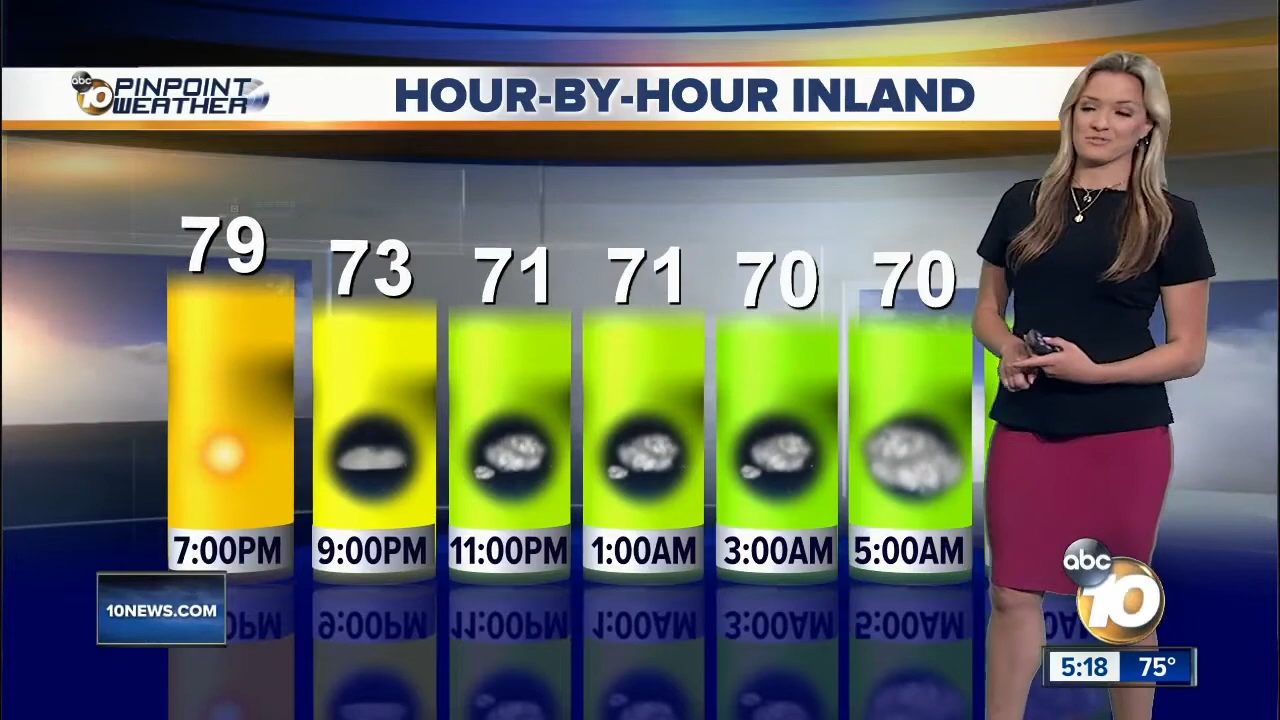 abc 10 PINPOINT WEATHER
HOUR-BY-HOUR INLAND
79 73 71 71 70 70
7:00PM 9:00PM 11:00PM 1:00AM 3:00AM 5:00AM
10NEWS.COM
abc
10
5:18 75°